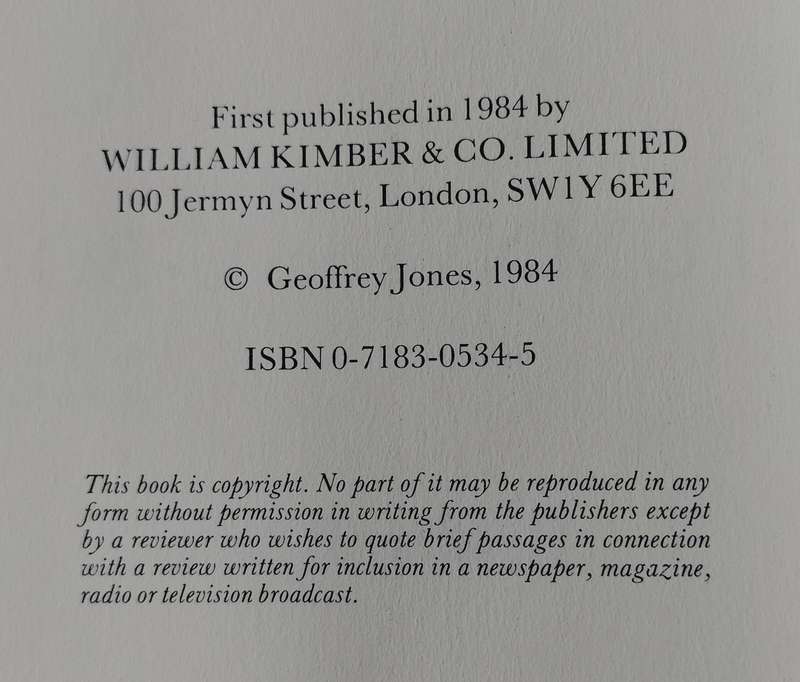 First published in 1984 by
WILLIAM KIMBER & CO. LIMITED
100 Jermyn Street, London, SW1Y 6EE
© Geoffrey Jones, 1984
ISBN 0-7183-0534-5
This book is copyright. No part of it may be reproduced in any
form without permission in writing from the publishers except
by a reviewer who wishes to quote brief passages in connection
with a review written for inclusion in a newspaper, magazine,
radio or television broadcast.